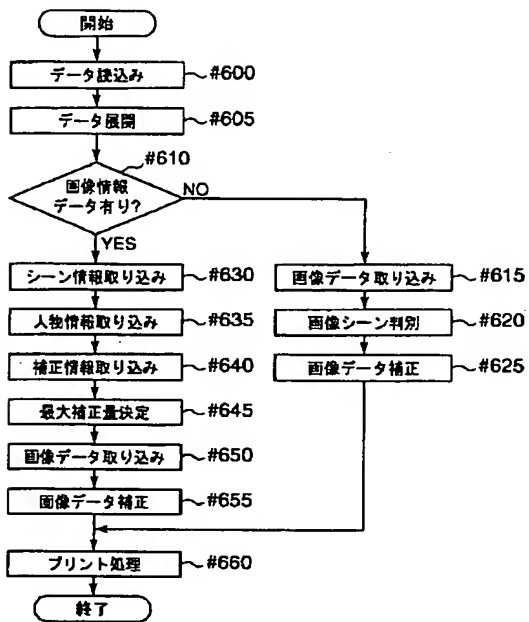 開始
データ読込み ~#600
データ展開 ~#605
#610
画像情報
データ有り?
NO
YES
シーン情報取り込み ~#630
人物情報取り込み ~#635
補正情報取り込み ~#640
最大補正量決定 ~#645
画像データ取り込み ~#650
画像データ補正 ~#655
画像データ取り込み ~#615
画像シーン判別 ~#620
画像データ補正 ~#625
プリント処理 ~#660
終了